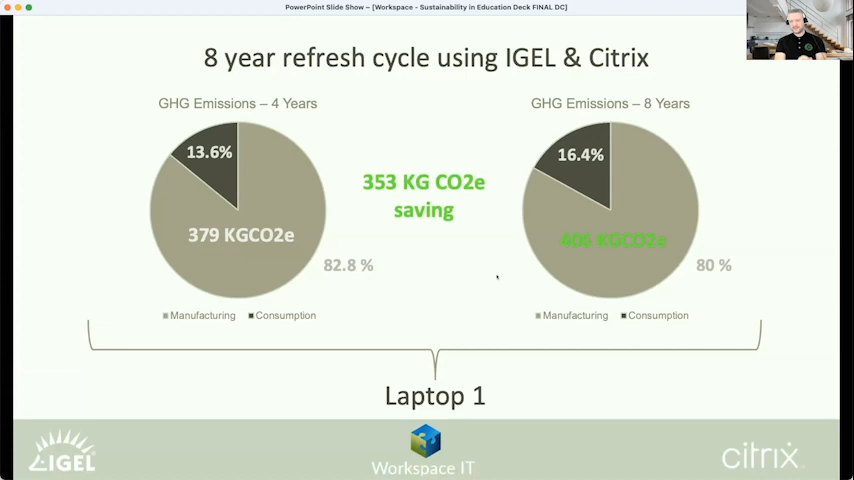 PowerPoint Slide Show – [Workspace - Sustainability in Education Deck FINAL DC]
8 year refresh cycle using IGEL & Citrix
GHG Emissions – 4 Years
GHG Emissions – 8 Years
13.6%
16.4%
353 KG CO2e
saving
379 KGCO2e
406 KGCO2e
82.8 %
80 %
Manufacturing
Consumption
Manufacturing
Consumption
Laptop 1
IGEL
Workspace IT
citrix